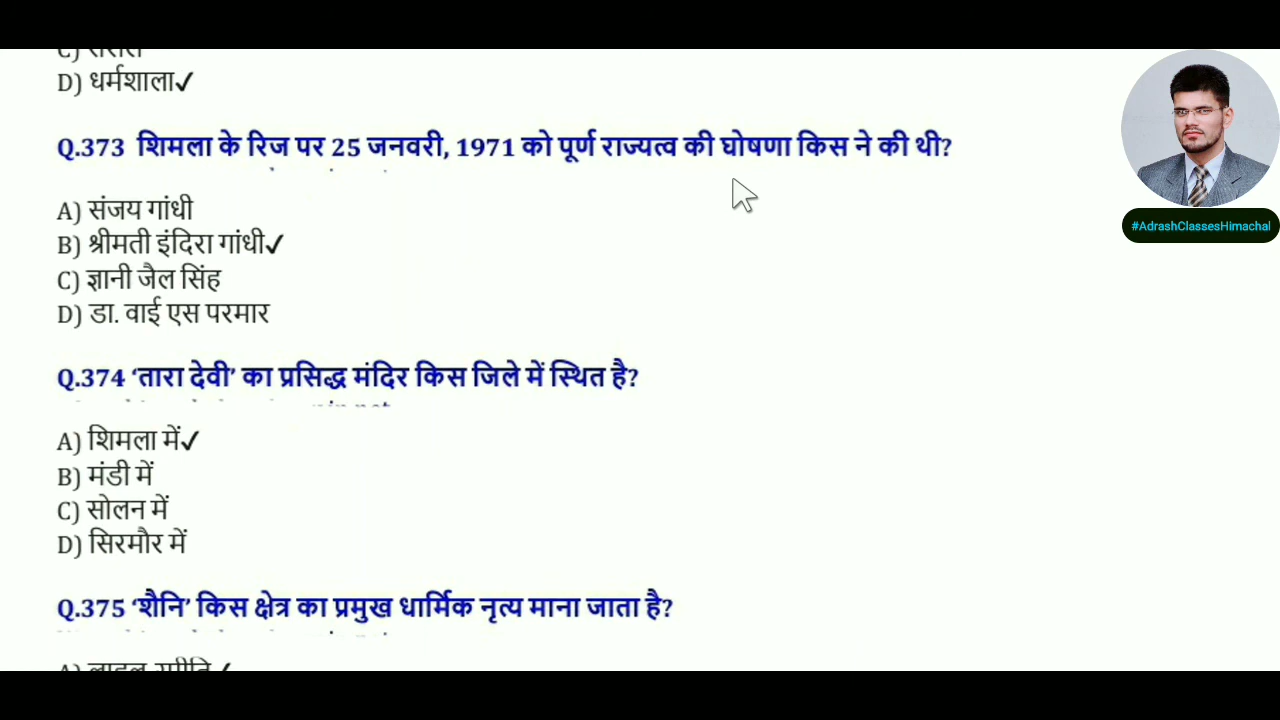 D) धर्मशाला✓
#AdrashClassesHimachal
Q.373 शिमला के रिज पर 25 जनवरी, 1971 को पूर्ण राज्यत्व की घोषणा किस ने की थी?
A) संजय गांधी
B) श्रीमती इंदिरा गांधी✓
C) ज्ञानी जैल सिंह
D) डा. वाई एस परमार
Q.374 ‘तारा देवी’ का प्रसिद्ध मंदिर किस जिले में स्थित है?
A) शिमला में✓
B) मंडी में
C) सोलन में
D) सिरमौर में
Q.375 ‘शैनि’ किस क्षेत्र का प्रमुख धार्मिक नृत्य माना जाता है?